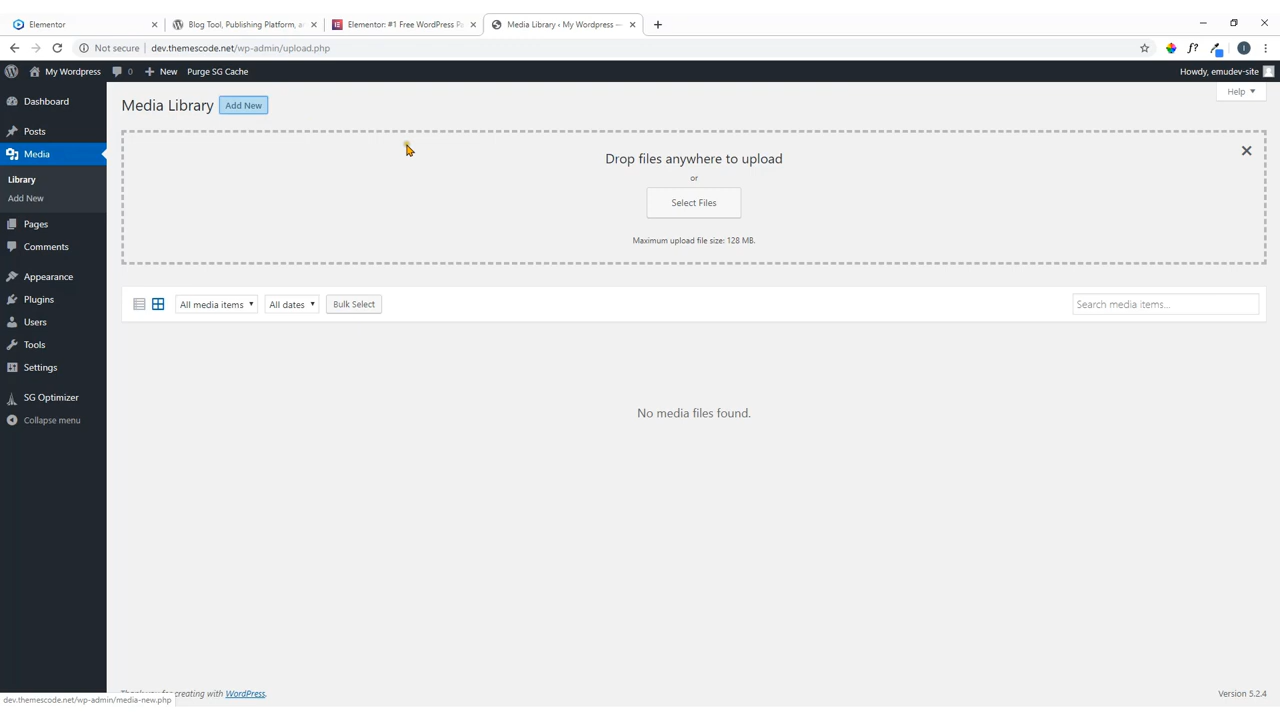 Elementor
Blog Tool, Publishing Platform, a
Elementor: #1 Free WordPress P
Media Library ‹ My Wordpress —
Not secure
dev.themescode.net/wp-admin/upload.php
f?
I
My Wordpress
0
New
Purge SG Cache
Howdy, emudev-site
Dashboard
Posts
Media
Library
Add New
Pages
Comments
Appearance
Plugins
Users
Tools
Settings
SG Optimizer
Collapse menu
Media Library
Add New
Help
Drop files anywhere to upload
or
Select Files
Maximum upload file size: 128 MB.
All media items
All dates
Bulk Select
Search media items...
No media files found.
creating with WordPress.
Version 5.2.4
dev.themescode.net/wp-admin/media-new.php